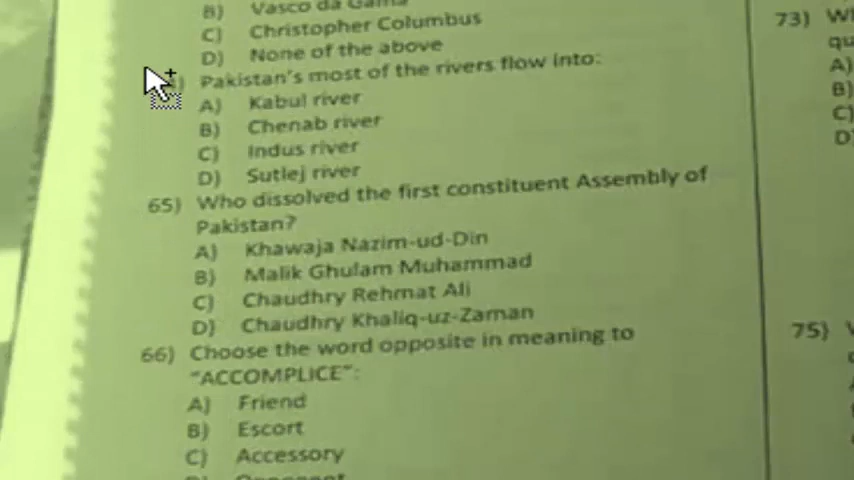 B) Vasco da Gama
C) Christopher Columbus
D) None of the above
Pakistan's most of the rivers flow into:
A) Kabul river
B) Chenab river
C) Indus river
D) Sutlej river
65) Who dissolved the first constituent Assembly of
Pakistan?
A) Khawaja Nazim-ud-Din
B) Malik Ghulam Muhammad
C) Chaudhry Rehmat Ali
D) Chaudhry Khaliq-uz-Zaman
66) Choose the word opposite in meaning to
"ACCOMPLICE":
A) Friend
B) Escort
C) Accessory
73)
A)
B)
C)
D)
75)